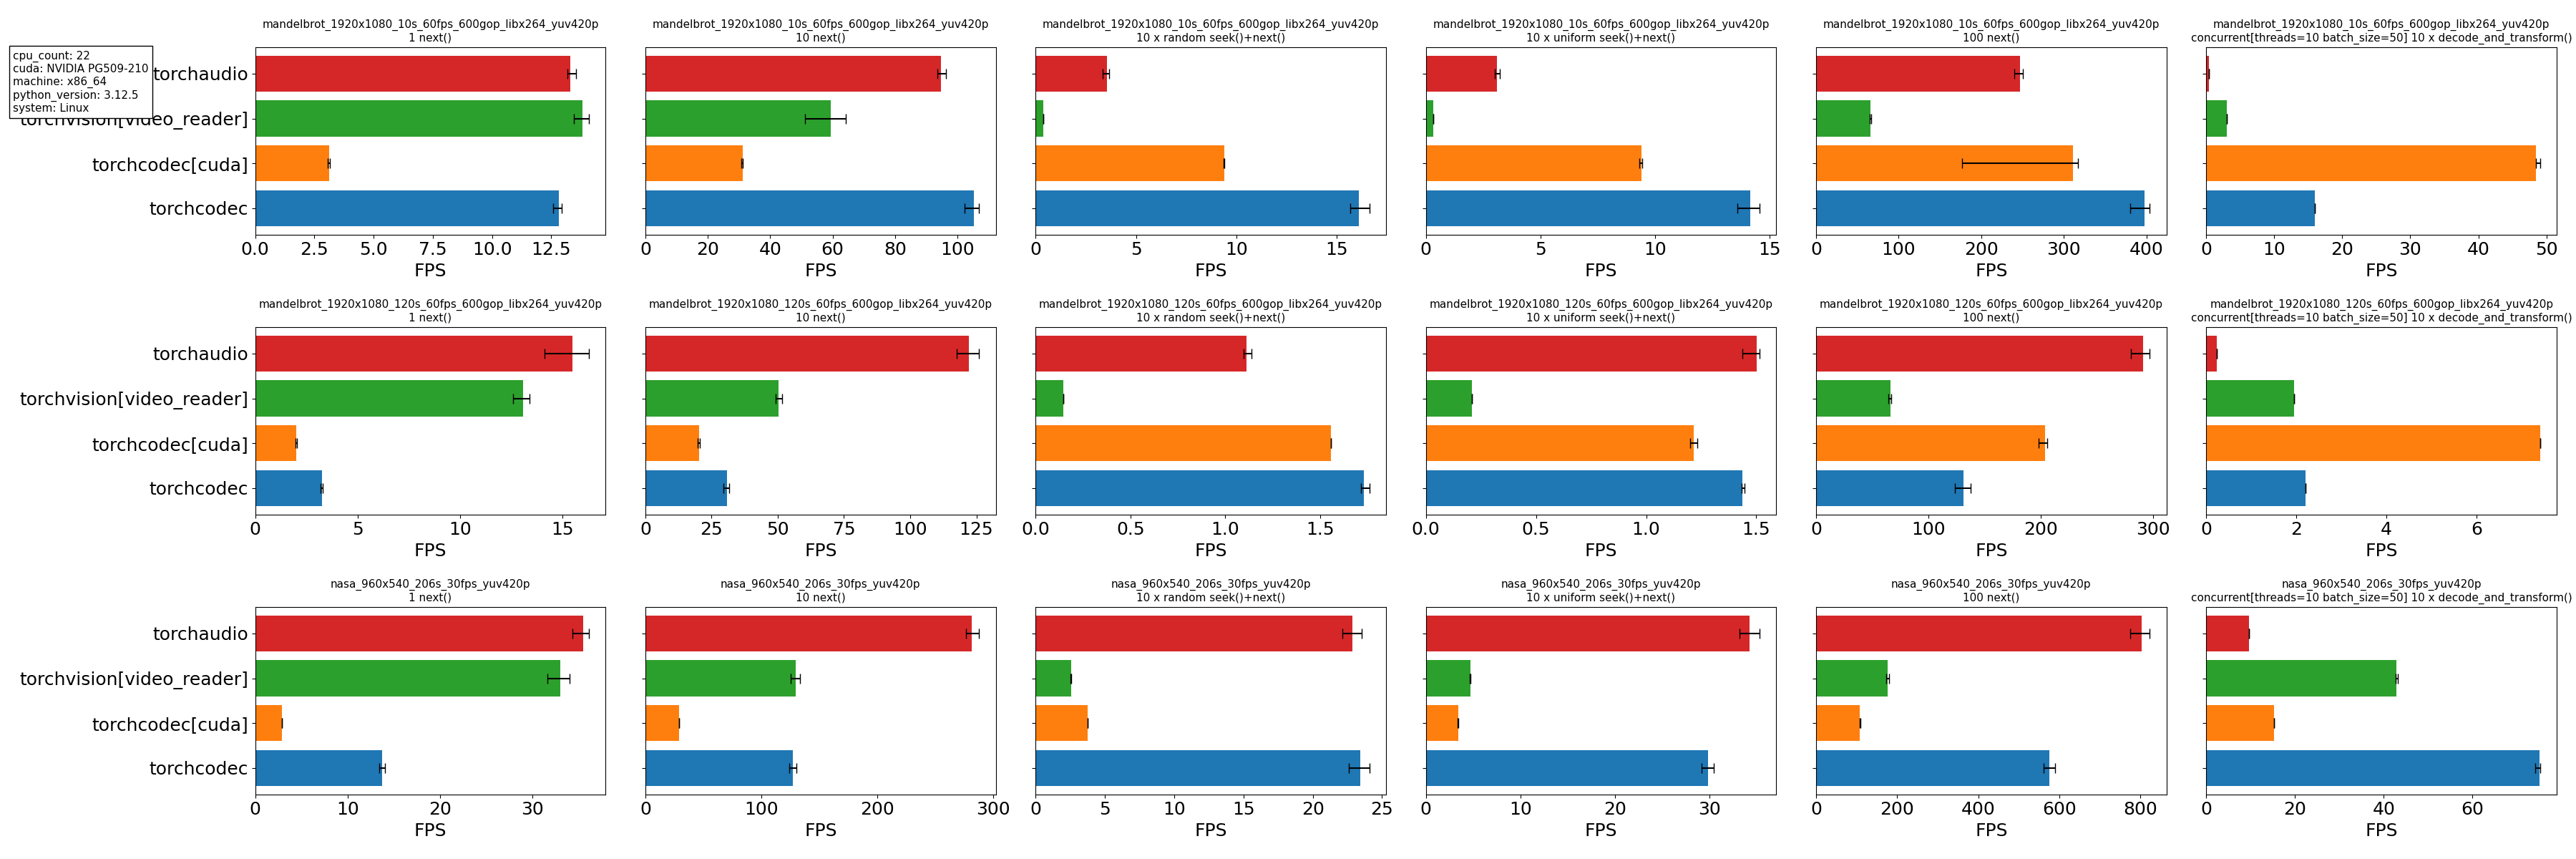 mandelbrot_1920x1080_10s_60fps_600gop_libx264_yuv420p
1 next()
mandelbrot_1920x1080_10s_60fps_600gop_libx264_yuv420p
10 next()
mandelbrot_1920x1080_10s_60fps_600gop_libx264_yuv420p
10 x random seek()+next()
mandelbrot_1920x1080_10s_60fps_600gop_libx264_yuv420p
10 x uniform seek()+next()
mandelbrot_1920x1080_10s_60fps_600gop_libx264_yuv420p
100 next()
mandelbrot_1920x1080_10s_60fps_600gop_libx264_yuv420p
concurrent[threads=10 batch_size=50] 10 x decode_and_transform()
cpu_count: 22
cuda: NVIDIA PG509-210
machine: x86_64
python_version: 3.12.5
system: Linux
torchaudio
torchvision[video_reader]
torchcodec[cuda]
torchcodec
0.0 2.5 5.0 7.5 10.0 12.5
FPS
0 20 40 60 80 100
FPS
0 5 10 15
FPS
0 5 10 15
FPS
0 100 200 300 400
FPS
0 10 20 30 40 50
FPS
mandelbrot_1920x1080_120s_60fps_600gop_libx264_yuv420p
1 next()
mandelbrot_1920x1080_120s_60fps_600gop_libx264_yuv420p
10 next()
mandelbrot_1920x1080_120s_60fps_600gop_libx264_yuv420p
10 x random seek()+next()
mandelbrot_1920x1080_120s_60fps_600gop_libx264_yuv420p
10 x uniform seek()+next()
mandelbrot_1920x1080_120s_60fps_600gop_libx264_yuv420p
100 next()
mandelbrot_1920x1080_120s_60fps_600gop_libx264_yuv420p
concurrent[threads=10 batch_size=50] 10 x decode_and_transform()
torchaudio
torchvision[video_reader]
torchcodec[cuda]
torchcodec
0 5 10 15
FPS
0 25 50 75 100 125
FPS
0.0 0.5 1.0 1.5
FPS
0.0 0.5 1.0 1.5
FPS
0 100 200 300
FPS
0 2 4 6
FPS
nasa_960x540_206s_30fps_yuv420p
1 next()
nasa_960x540_206s_30fps_yuv420p
10 next()
nasa_960x540_206s_30fps_yuv420p
10 x random seek()+next()
nasa_960x540_206s_30fps_yuv420p
10 x uniform seek()+next()
nasa_960x540_206s_30fps_yuv420p
100 next()
nasa_960x540_206s_30fps_yuv420p
concurrent[threads=10 batch_size=50] 10 x decode_and_transform()
torchaudio
torchvision[video_reader]
torchcodec[cuda]
torchcodec
0 10 20 30
FPS
0 100 200 300
FPS
0 5 10 15 20 25
FPS
0 10 20 30
FPS
0 200 400 600 800
FPS
0 20 40 60
FPS